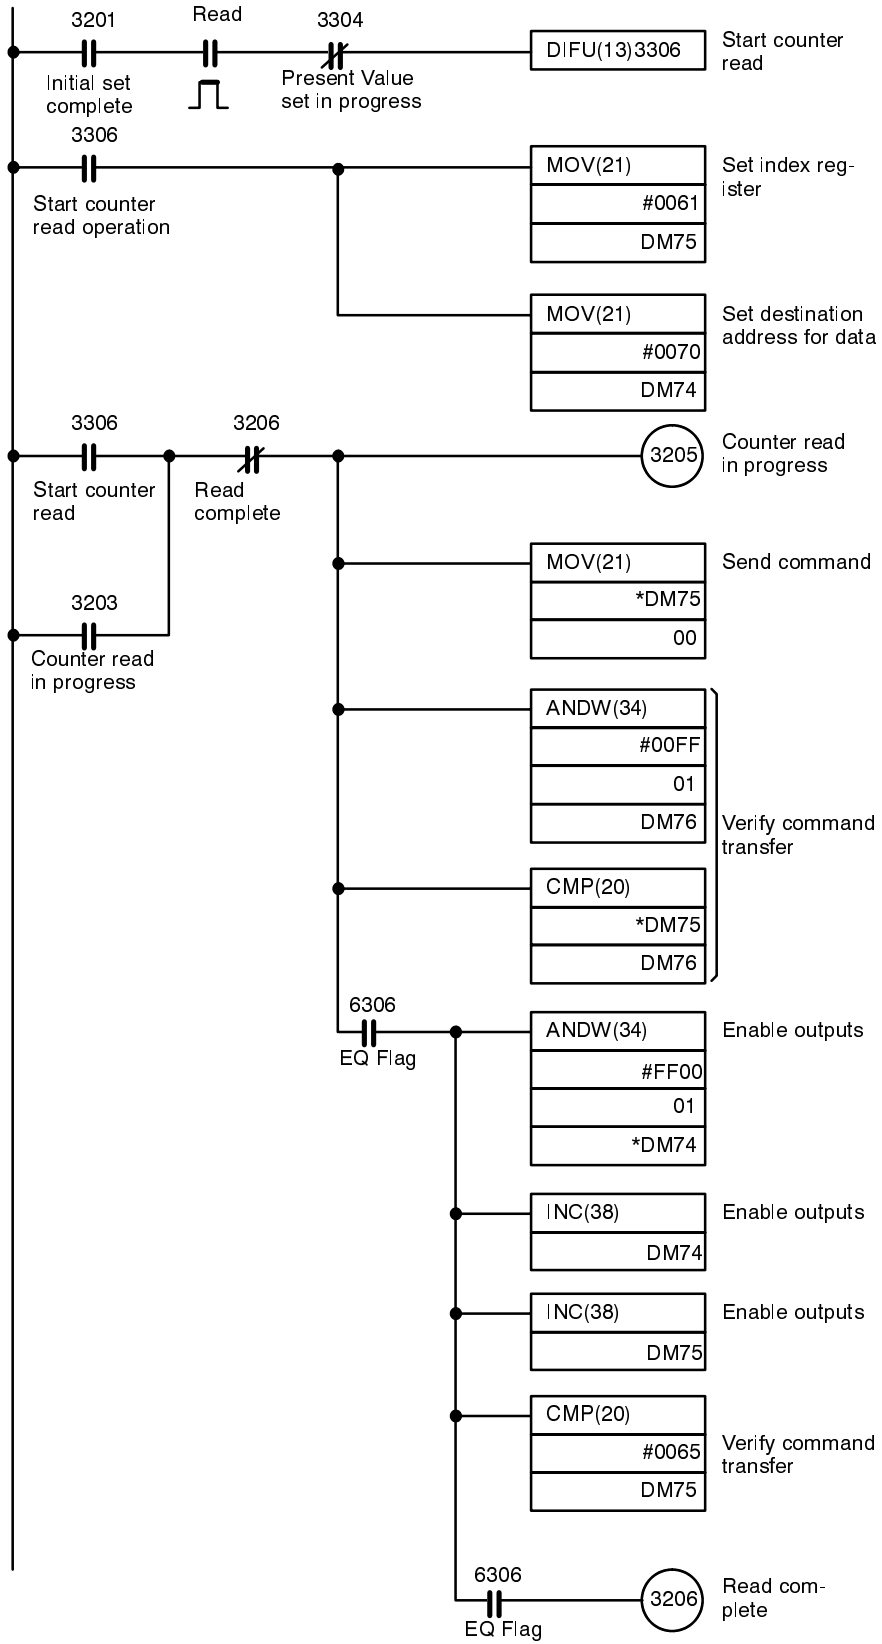 3201
Read
3304
DIFU(13)3306
Start counter
read
Initial set
complete
Present Value
set in progress
3306
MOV(21)
#0061
DM75
Set index reg-
ister
Start counter
read operation
MOV(21)
#0070
DM74
Set destination
address for data
3306
3206
3205
Counter read
in progress
Start counter
read
Read
complete
MOV(21)
*DM75
00
Send command
3203
Counter read
in progress
ANDW(34)
#00FF
01
DM76
Verify command
transfer
CMP(20)
*DM75
DM76
6306
EQ Flag
ANDW(34)
#FF00
01
*DM74
Enable outputs
INC(38)
DM74
Enable outputs
INC(38)
DM75
Enable outputs
CMP(20)
#0065
DM75
Verify command
transfer
6306
EQ Flag
3206
Read com-
plete